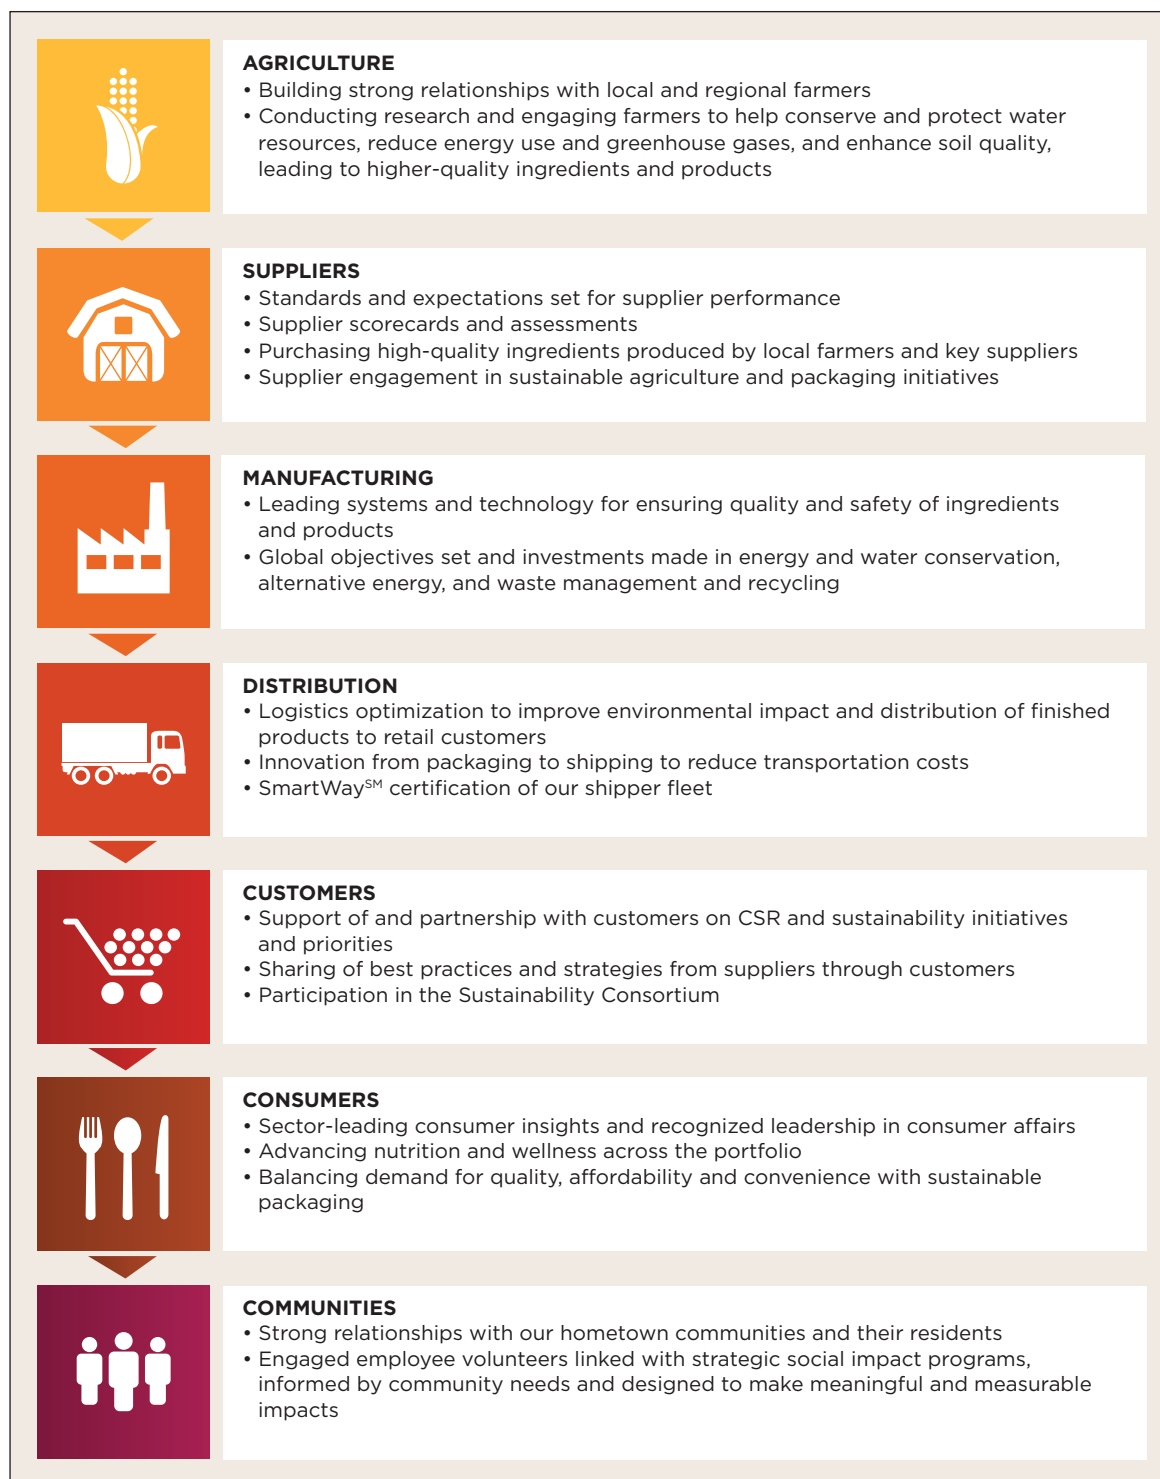 AGRICULTURE
• Building strong relationships with local and regional farmers
• Conducting research and engaging farmers to help conserve and protect water
resources, reduce energy use and greenhouse gases, and enhance soil quality,
leading to higher-quality ingredients and products
SUPPLIERS
• Standards and expectations set for supplier performance
• Supplier scorecards and assessments
• Purchasing high-quality ingredients produced by local farmers and key suppliers
• Supplier engagement in sustainable agriculture and packaging initiatives
MANUFACTURING
• Leading systems and technology for ensuring quality and safety of ingredients
and products
• Global objectives set and investments made in energy and water conservation,
alternative energy, and waste management and recycling
DISTRIBUTION
• Logistics optimization to improve environmental impact and distribution of finished
products to retail customers
• Innovation from packaging to shipping to reduce transportation costs
• SmartWay℠ certification of our shipper fleet
CUSTOMERS
• Support of and partnership with customers on CSR and sustainability initiatives
and priorities
• Sharing of best practices and strategies from suppliers through customers
• Participation in the Sustainability Consortium
CONSUMERS
• Sector-leading consumer insights and recognized leadership in consumer affairs
• Advancing nutrition and wellness across the portfolio
• Balancing demand for quality, affordability and convenience with sustainable
packaging
COMMUNITIES
• Strong relationships with our hometown communities and their residents
• Engaged employee volunteers linked with strategic social impact programs,
informed by community needs and designed to make meaningful and measurable
impacts